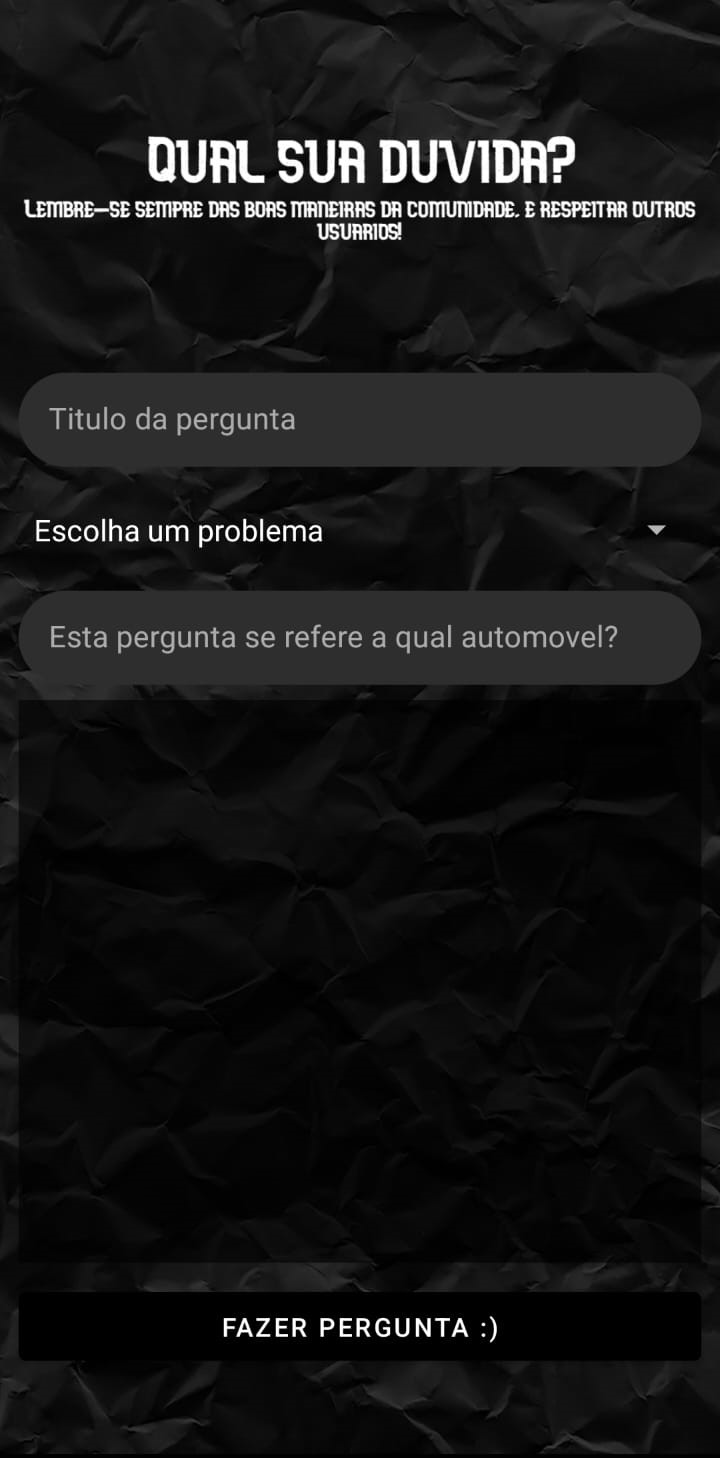 QUAL SUA DUVIDA?
LEMBRE-SE SEMPRE DAS BOAS MANEIRAS DA COMUNIDADE. E RESPEITAR OUTROS
USUARIOS!
Titulo da pergunta
Escolha um problema
Esta pergunta se refere a qual automovel?
FAZER PERGUNTA :)